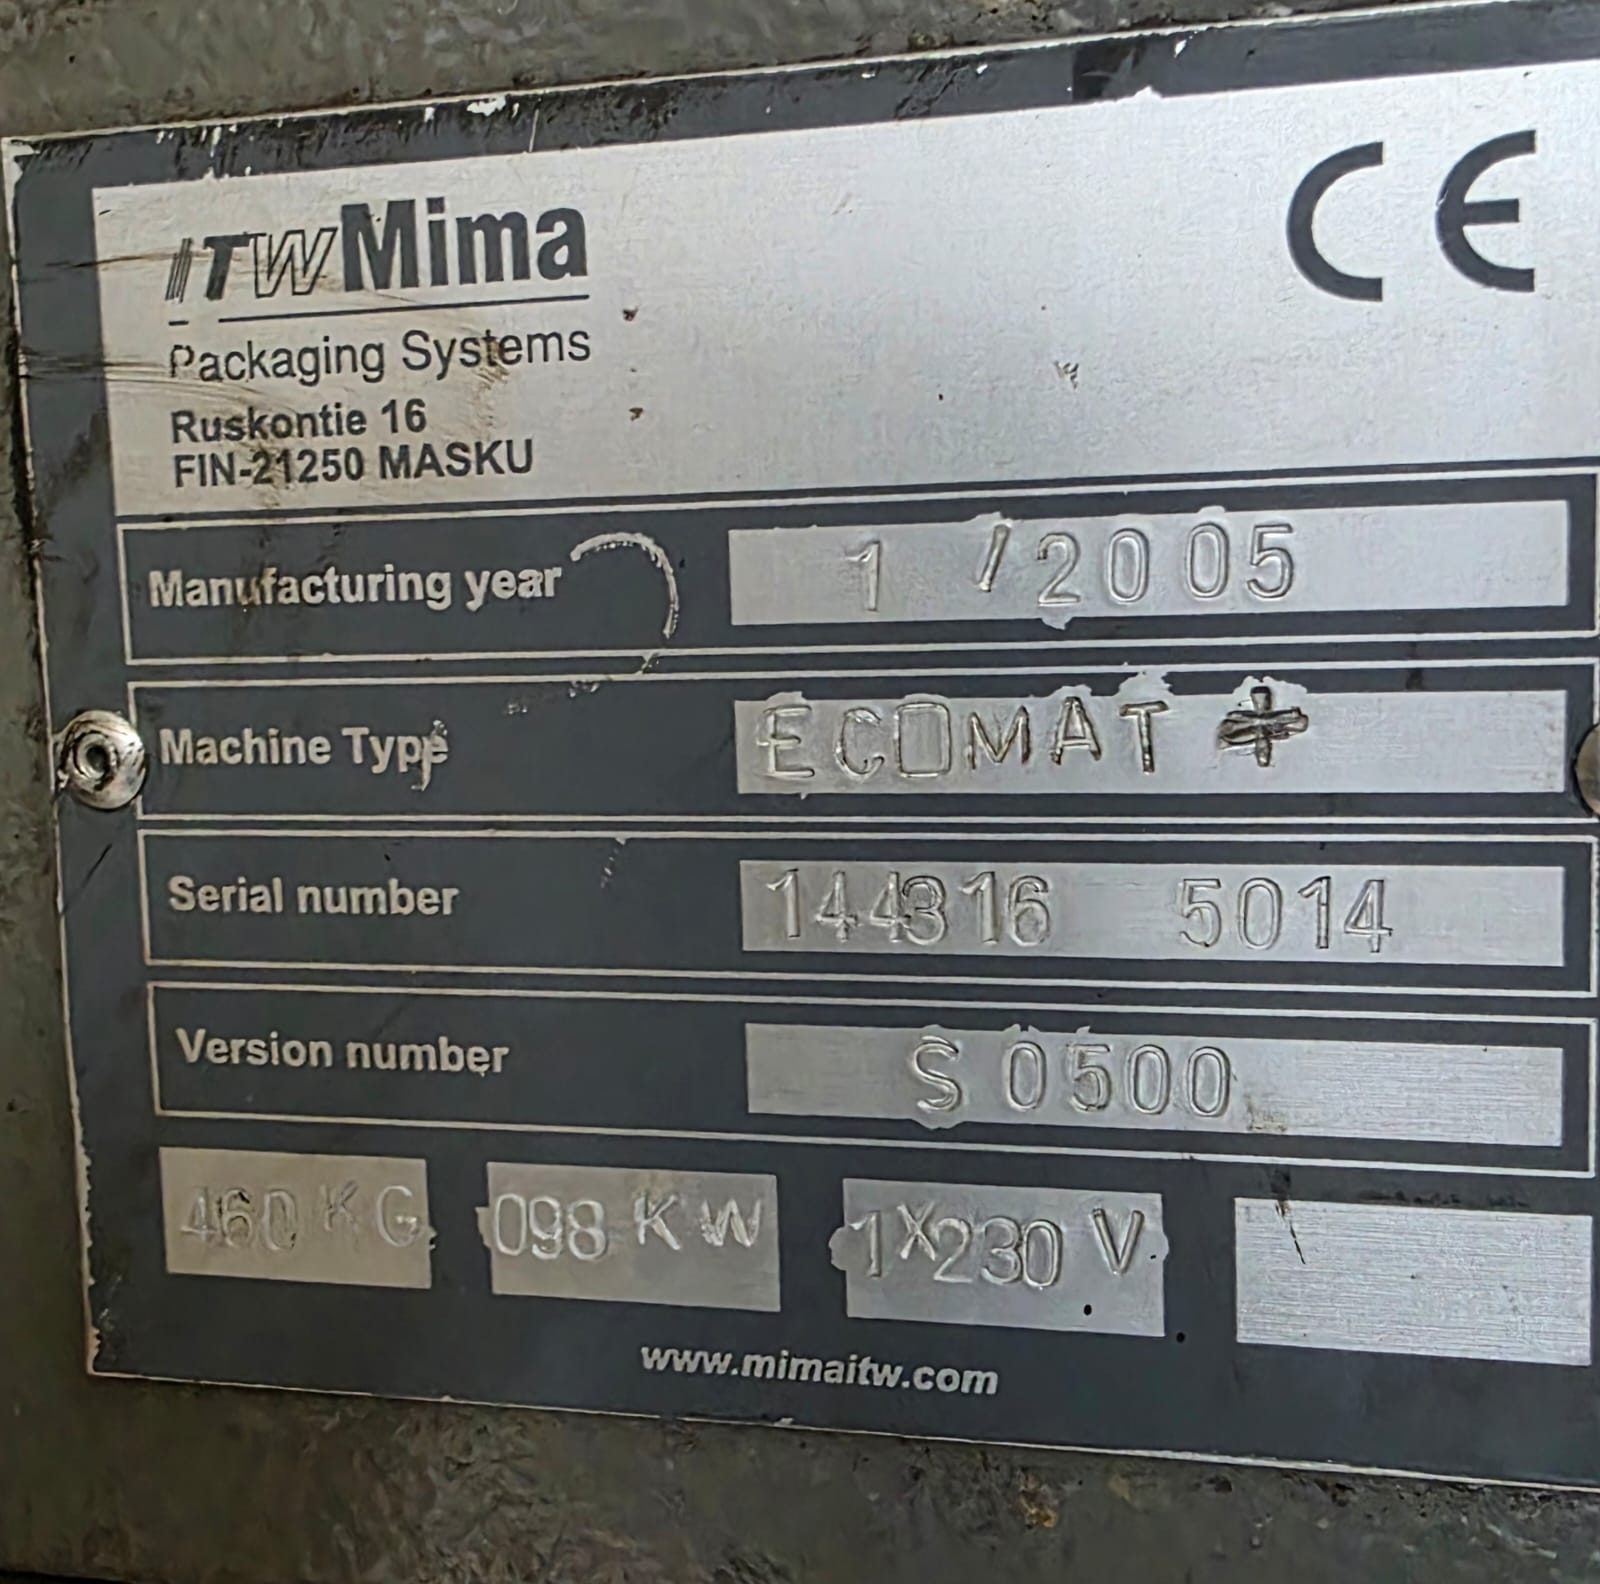 ITW Mima
CE
Packaging Systems
Ruskontie 16
FIN-21250 MASKU
Manufacturing year 1 / 2005
Machine Type ECOMAT +
Serial number 144316 5014
Version number S 0500
460 KG 098 KW 1X230 V
www.mimaitw.com